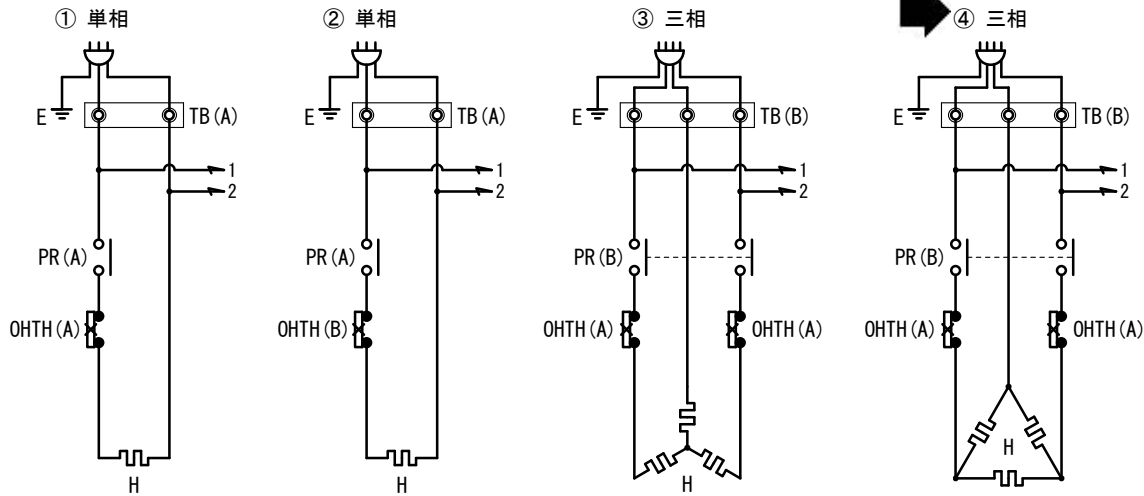 ① 単相
E
TB(A)
1
2
PR(A)
OHTH(A)
H
② 単相
E
TB(A)
1
2
PR(A)
OHTH(B)
H
③ 三相
E
TB(B)
1
2
PR(B)
OHTH(A)
OHTH(A)
H
④ 三相
E
TB(B)
1
2
PR(B)
OHTH(A)
OHTH(A)
H